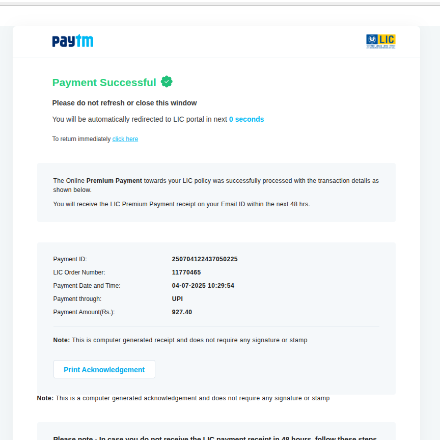 paytm
LIC
Payment Successful
Please do not refresh or close this window
You will be automatically redirected to LIC portal in next 0 seconds
To return immediately click here
The Online Premium Payment towards your LIC policy was successfully processed with the transaction details as
shown below.
You will receive the LIC Premium Payment receipt on your Email ID within the next 48 hrs.
Payment ID: 250704122437050225
LIC Order Number: 11770465
Payment Date and Time: 04-07-2025 10:29:54
Payment through: UPI
Payment Amount(Rs.): 927.40
Note: This is computer generated receipt and does not require any signature or stamp
Print Acknowledgement
Note: This is a computer generated acknowledgement and does not require any signature or stamp
Please note - In case you do not receive the LIC payment receipt in 48 hours, follow these steps